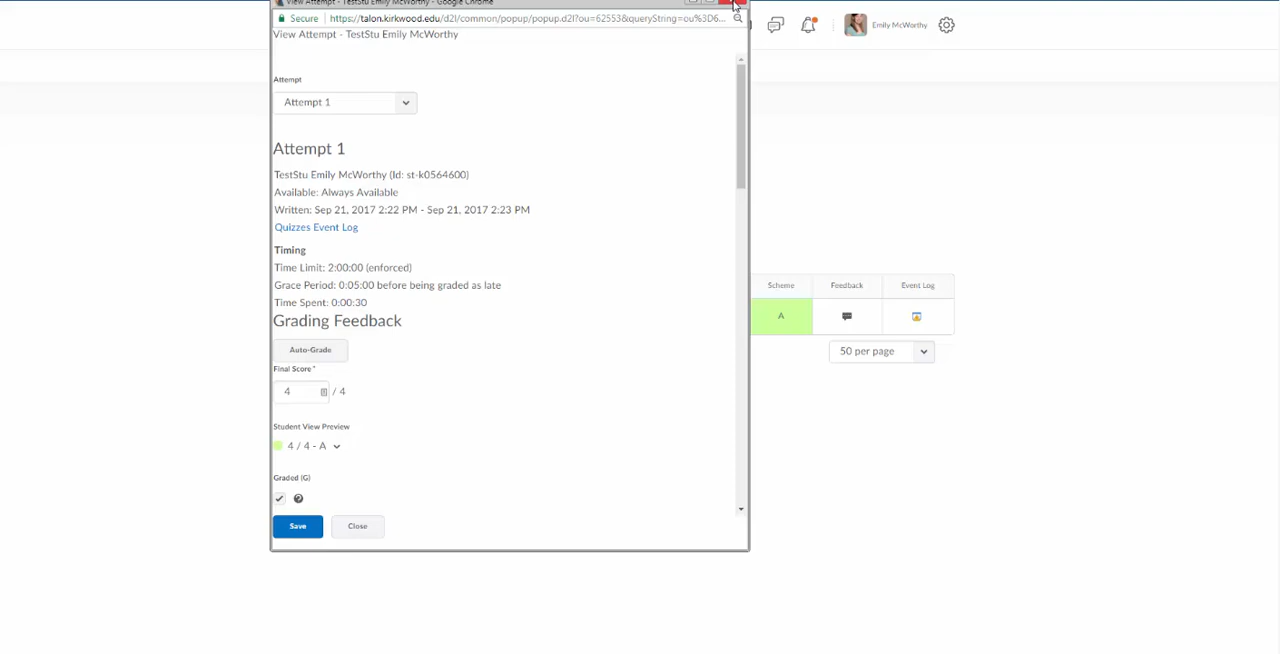 View Attempt - TestStu Emily McWorthy - Google Chrome
Secure https://talon.kirkwood.edu/d2l/common/popup/popup.d2l?ou=62553&queryString=ou%3D6...
View Attempt - TestStu Emily McWorthy
Emily McWorthy
Attempt
Attempt 1
Attempt 1
TestStu Emily McWorthy (Id: st-k0564600)
Available: Always Available
Written: Sep 21, 2017 2:22 PM - Sep 21, 2017 2:23 PM
Quizzes Event Log
Timing
Time Limit: 2:00:00 (enforced)
Grace Period: 0:05:00 before being graded as late
Time Spent: 0:00:30
Grading Feedback
Auto-Grade
Final Score *
4 / 4
Student View Preview
4 / 4 - A
Graded (G)
Save Close
Scheme Feedback Event Log
A
50 per page